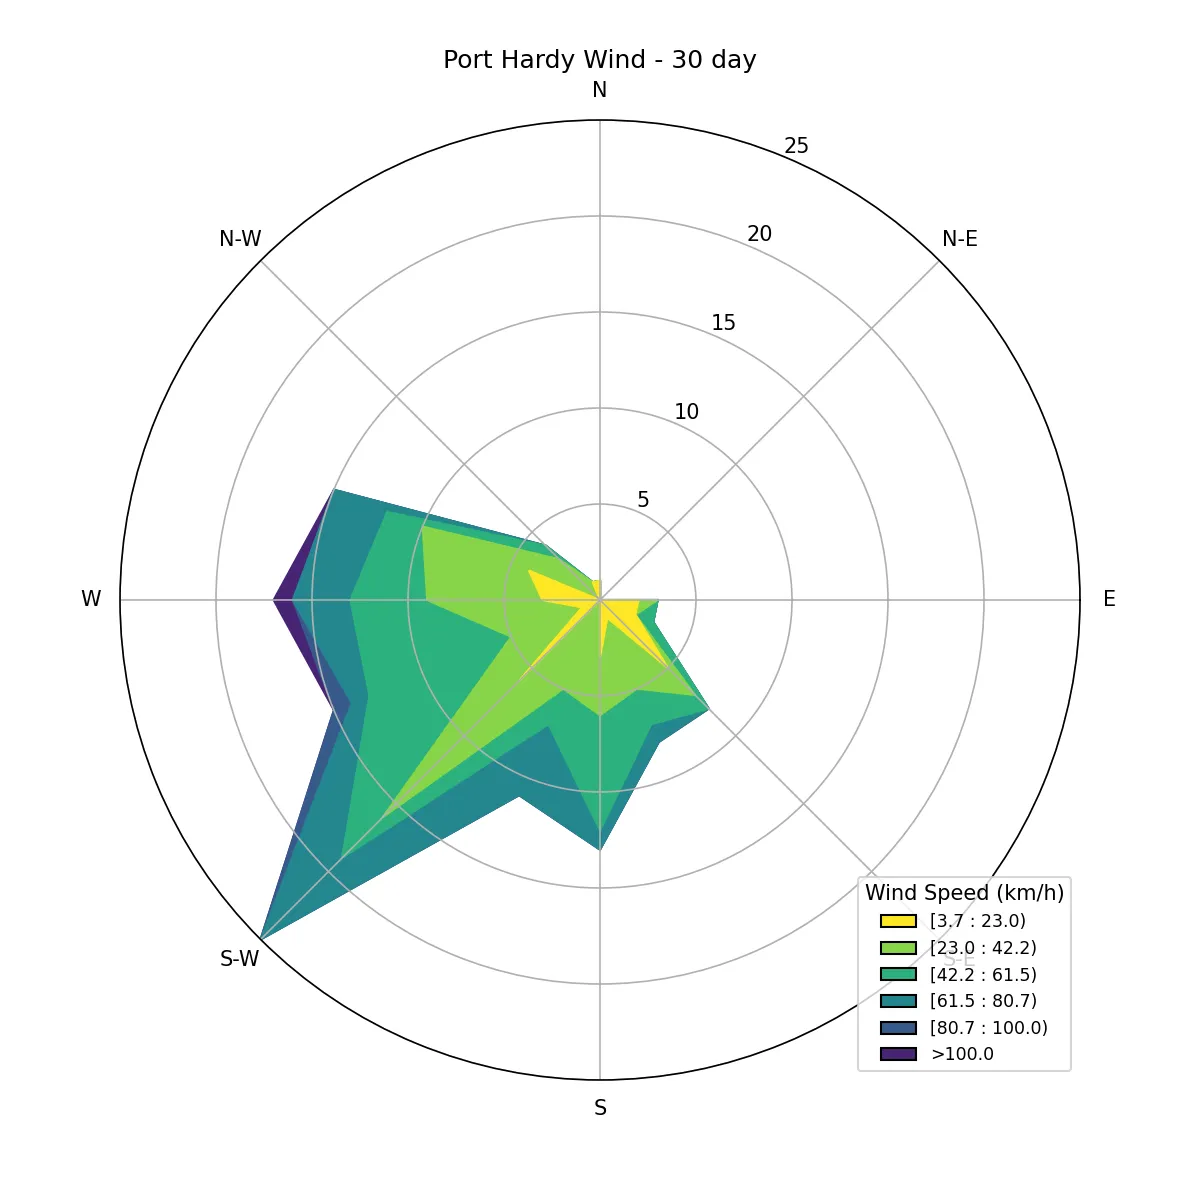 Port Hardy Wind - 30 day
N
25
N-W
N-E
20
15
10
5
W
E
S-W
S-E
S
Wind Speed (km/h)
[3.7 : 23.0)
[23.0 : 42.2)
[42.2 : 61.5)
[61.5 : 80.7)
[80.7 : 100.0)
>100.0